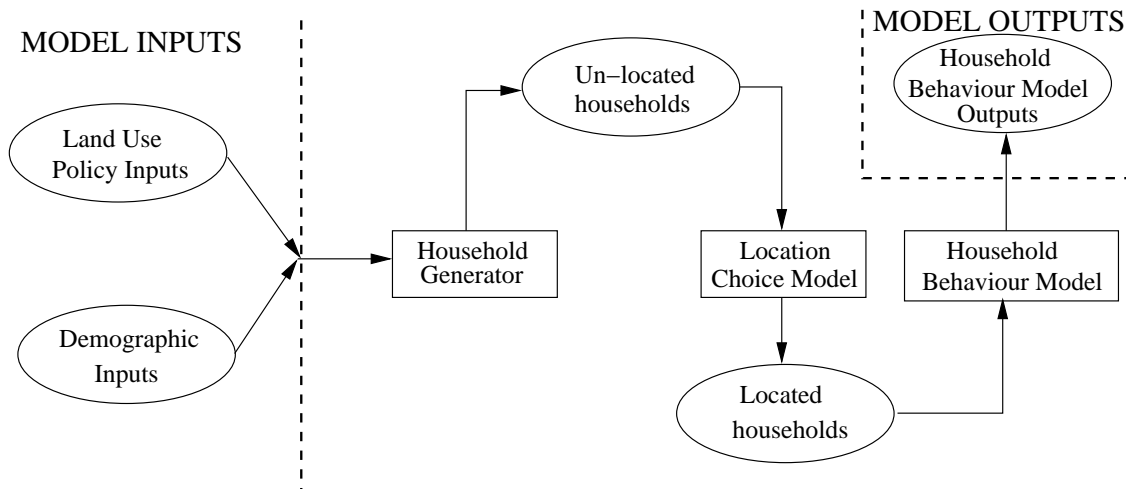 MODEL INPUTS
Land Use
Policy Inputs
Demographic
Inputs
Household
Generator
Un−located
households
Location
Choice Model
Located
households
Household
Behaviour Model
MODEL OUTPUTS
Household
Behaviour Model
Outputs